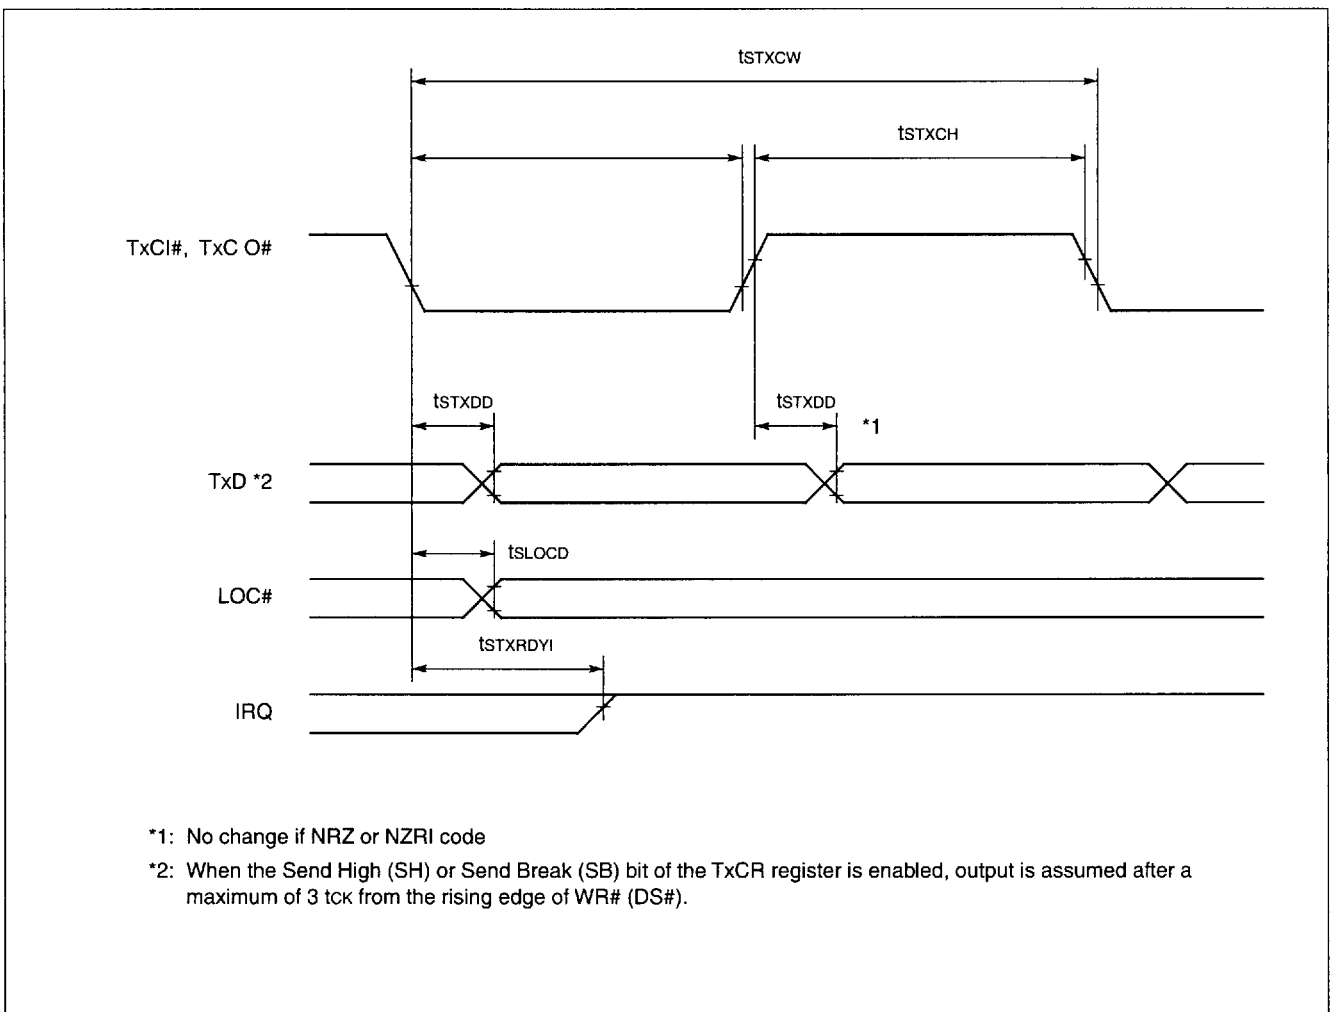 tSTXCW
tSTXCH
TxCI#, TxC O#
tSTXDD
tSTXDD
*1
TxD *2
tSLOCD
LOC#
tSTXRDYI
IRQ
*1: No change if NRZ or NZRI code
*2: When the Send High (SH) or Send Break (SB) bit of the TxCR register is enabled, output is assumed after a
maximum of 3 tCK from the rising edge of WR# (DS#).